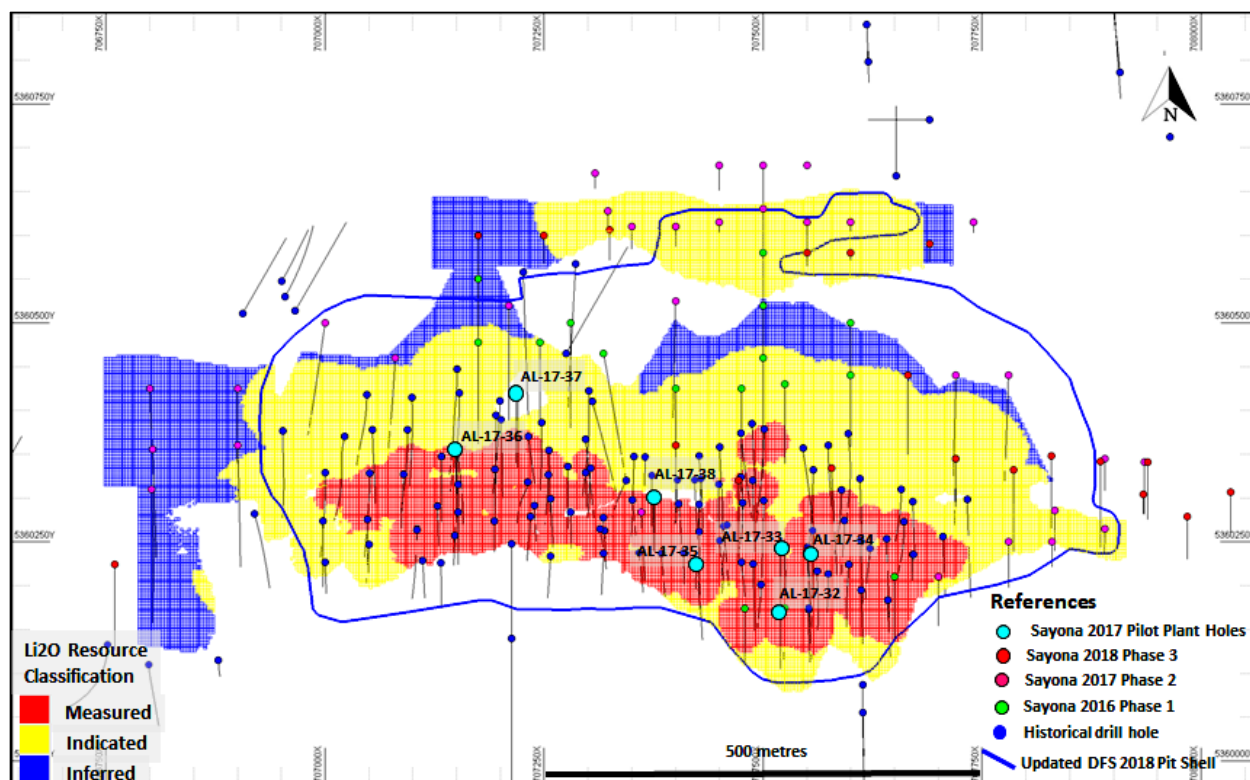 706750X
707000X
707250X
707500X
707750X
708000X
5360750Y
5360750
N
5360500Y
5360500
AL-17-37
AL-17-36
AL-17-38
5360250Y
5360250
AL-17-33
AL-17-34
AL-17-35
AL-17-32
References
Sayona 2017 Pilot Plant Holes
Sayona 2018 Phase 3
Sayona 2017 Phase 2
Sayona 2016 Phase 1
Historical drill hole
Updated DFS 2018 Pit Shell
Li2O Resource
Classification
Measured
Indicated
Inferred
500 metres
707000X
707250X
707500X